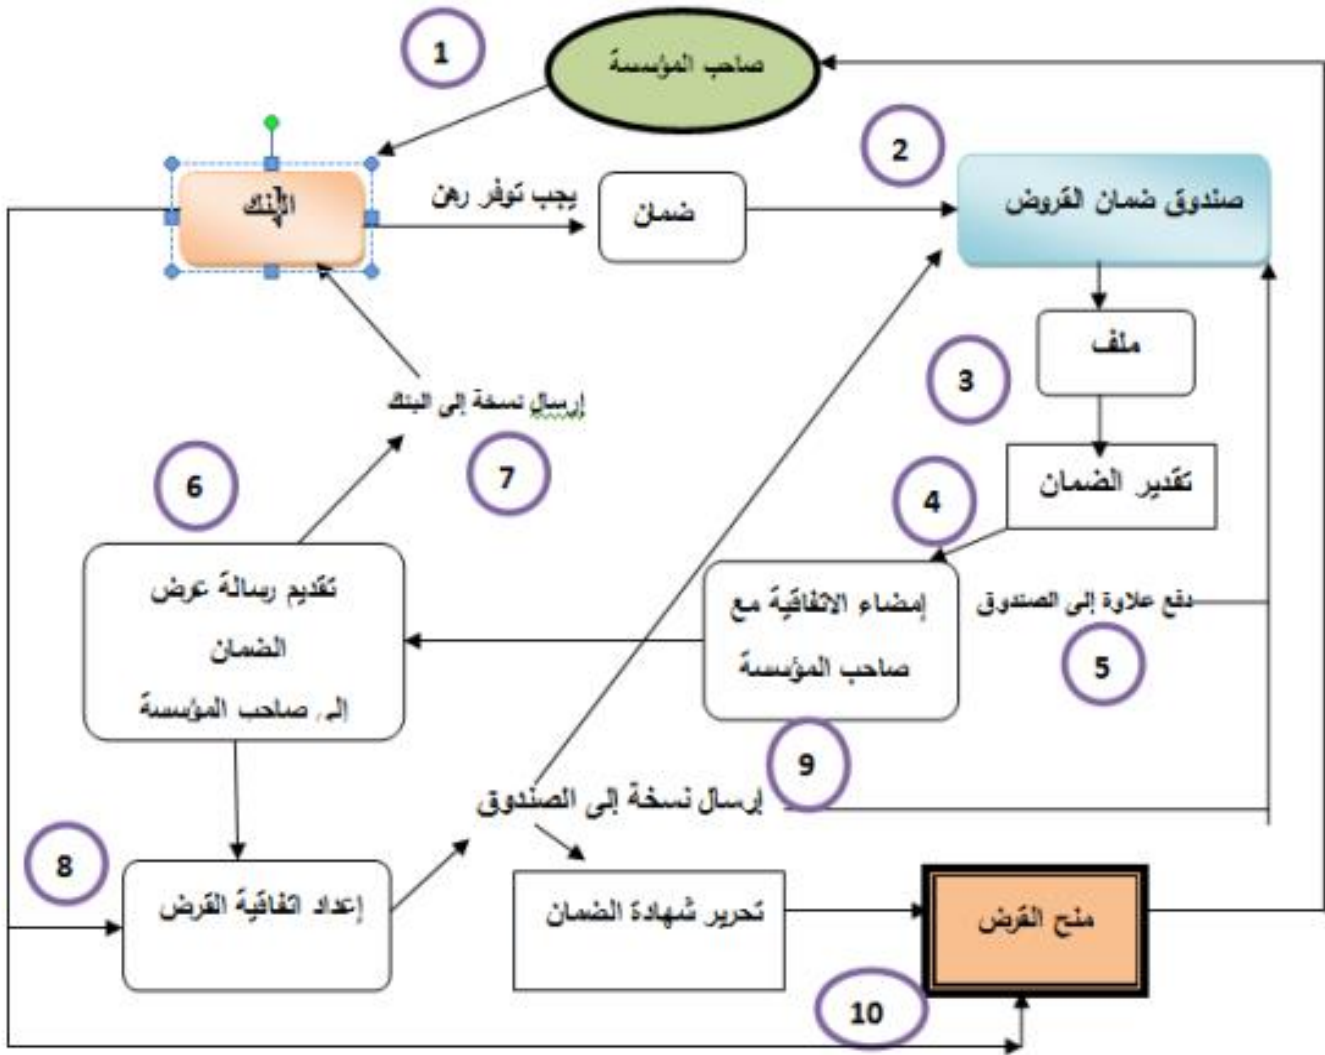 1
صاحب المؤسسة
2
صندوق ضمان القروض
ضمان
يجب توفر رهن
البنك
ملف
3
إرسال نسخة إلى البنك
7
6
4
تقدير الضمان
تقديم رسالة عرض
الضمان
إلى صاحب المؤسسة
إمضاء الاتفاقية مع
صاحب المؤسسة
دفع علاوة إلى الصندوق
5
9
إرسال نسخة إلى الصندوق
8
إعداد اتفاقية القرض
تحرير شهادة الضمان
منح القرض
10